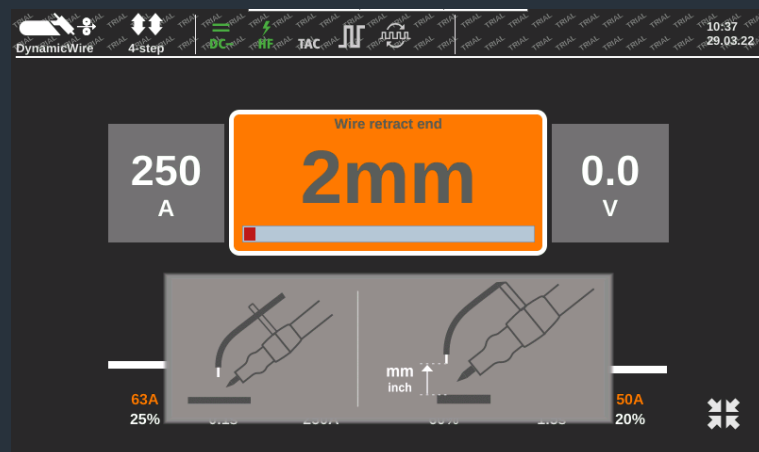 DynamicWire
4-step
DC~
HF
TAC
10:37
29.03.22
TRIAL
Wire retract end
2mm
250
A
0.0
V
mm
inch
63A
50A
25%
20%